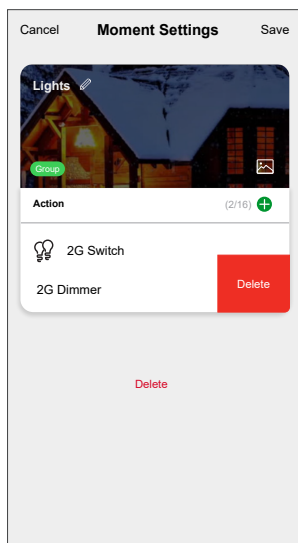 Cancel Moment Settings Save
Lights
Group
Action (2/16)
2G Switch
2G Dimmer Delete
Delete